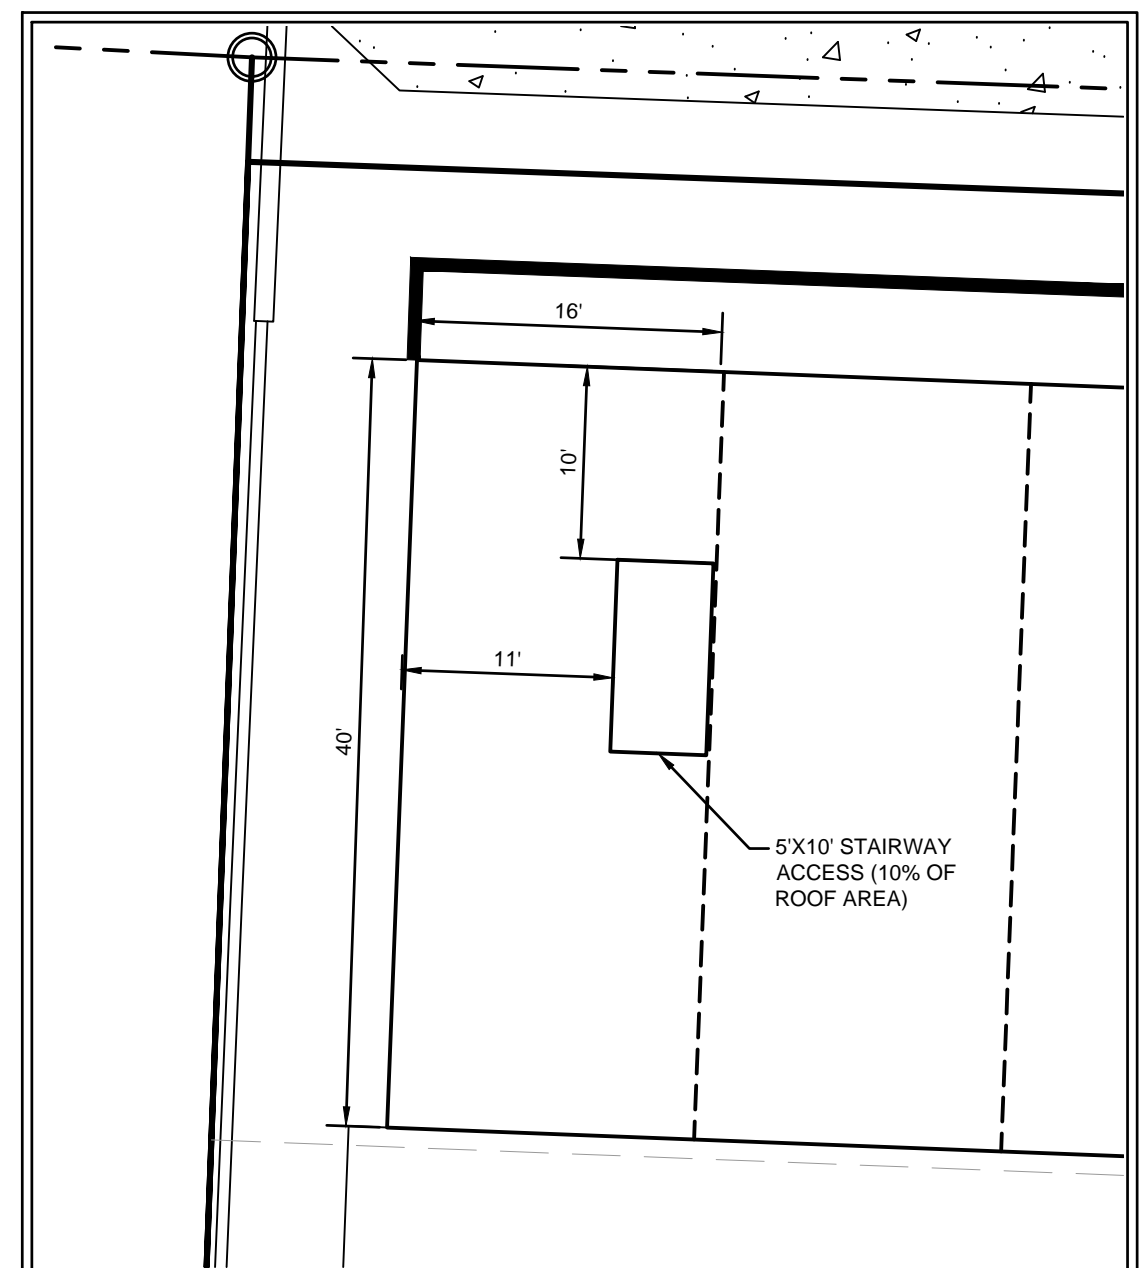 16'
10'
11'
40'
5'X10' STAIRWAY
ACCESS (10% OF
ROOF AREA)